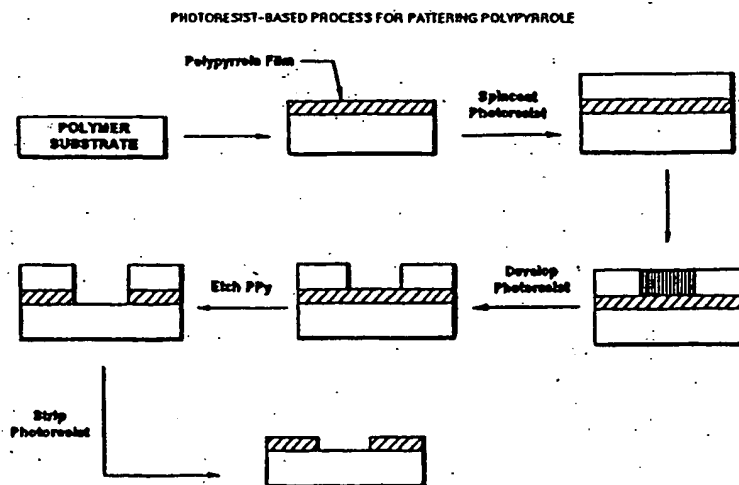 PHOTORESIST-BASED PROCESS FOR PATTERING POLYPYRROLE
Polypyrrole Film
POLYMER
SUBSTRATE
Spincoat
Photoresist
Etch PPy
Develop
Photoresist
Strip
Photoresist